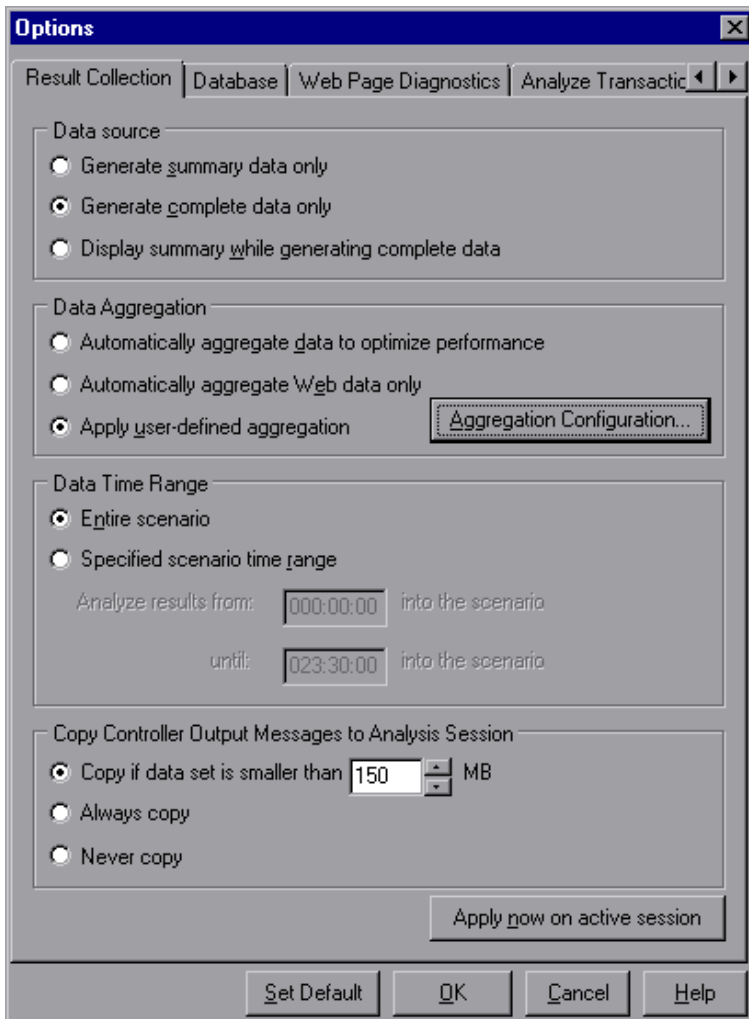 Options
Result Collection Database Web Page Diagnostics Analyze Transactic
Data source
Generate summary data only
Generate complete data only
Display summary while generating complete data
Data Aggregation
Automatically aggregate data to optimize performance
Automatically aggregate Web data only
Apply user-defined aggregation Aggregation Configuration...
Data Time Range
Entire scenario
Specified scenario time range
Analyze results from: 000:00:00 into the scenario
until: 023:30:00 into the scenario
Copy Controller Output Messages to Analysis Session
Copy if data set is smaller than 150 MB
Always copy
Never copy
Apply now on active session
Set Default OK Cancel Help